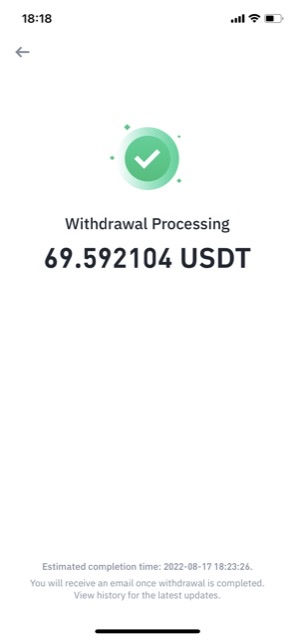 18:18
Withdrawal Processing
69.592104 USDT
Estimated completion time: 2022-08-17 18:23:26.
You will receive an email once withdrawal is completed.
View history for the latest updates.